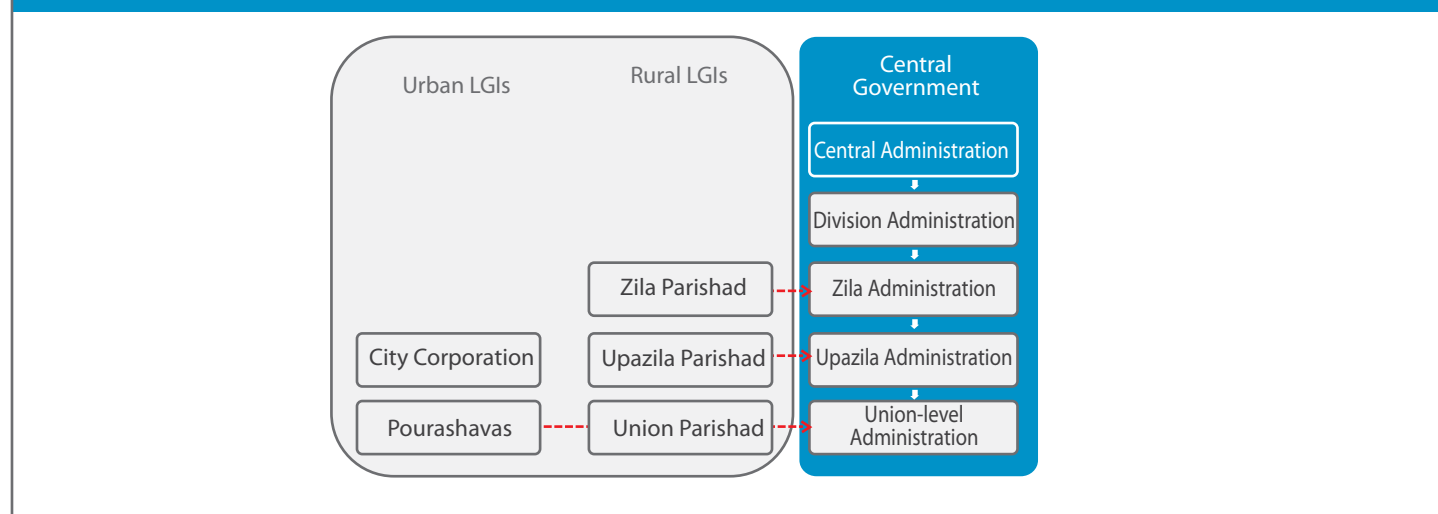 Urban LGIs
Rural LGIs
Central
Government
Central Administration
Division Administration
Zila Parishad
Zila Administration
City Corporation
Upazila Parishad
Upazila Administration
Pourashavas
Union Parishad
Union-level
Administration